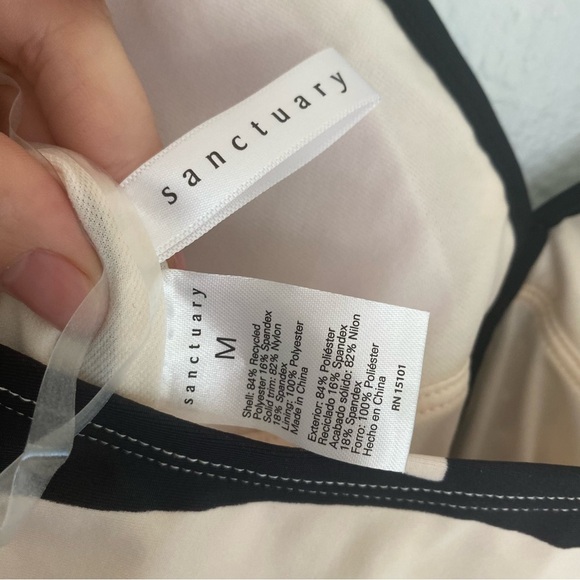 sanctuary
sanctuary
M
Shell: 84% Recycled
Polyester 16% Spandex
Solid trim: 82% Nylon
18% Spandex
Lining: 100% Polyester
Made in China
Exterior: 84% Poliéster
Reciclado 16% Spandex
Acabado sólido: 82% Nilon
18% Spandex
Forro: 100% Poliéster
Hecho en China
RN 15101